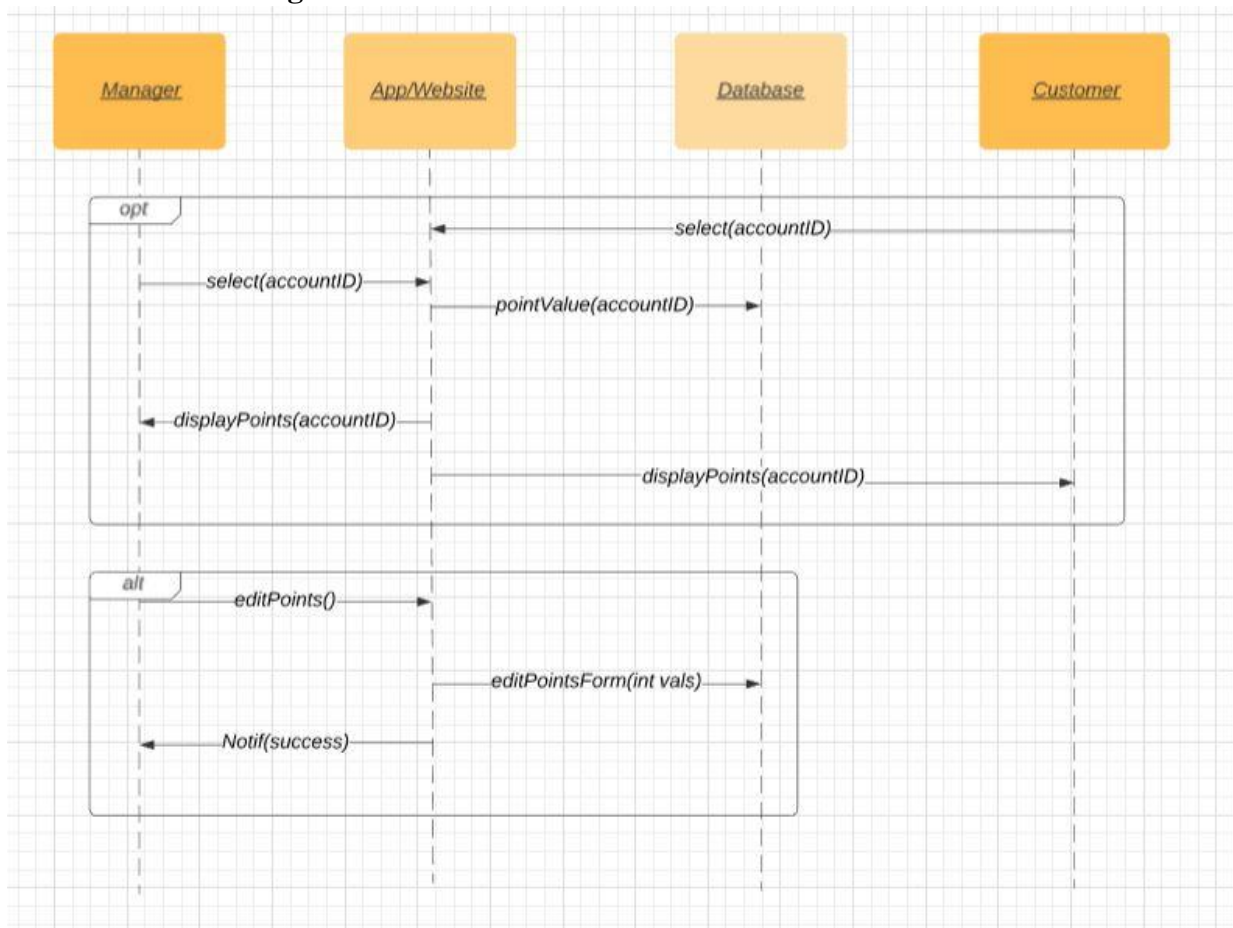 Manager
App/Website
Database
Customer
opt
select(accountID)
select(accountID)
pointValue(accountID)
displayPoints(accountID)
displayPoints(accountID)
alt
editPoints()
editPointsForm(int vals)
Notif(success)